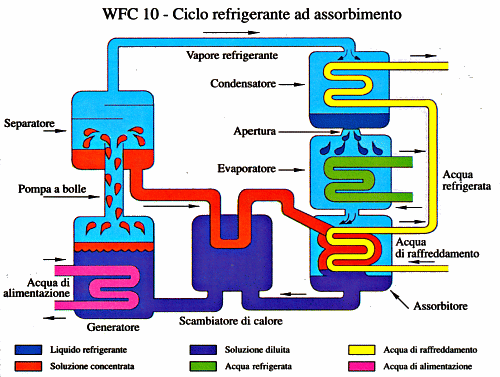 WFC 10 - Ciclo refrigerante ad assorbimento
Vapore refrigerante
Condensatore
Separatore
Apertura
Evaporatore
Acqua
refrigerata
Pompa a bolle
Acqua
di raffreddamento
Acqua di
alimentazione
Generatore
Scambiatore di calore
Assorbitore
Liquido refrigerante
Soluzione diluita
Acqua di raffreddamento
Soluzione concentrata
Acqua refrigerata
Acqua di alimentazione